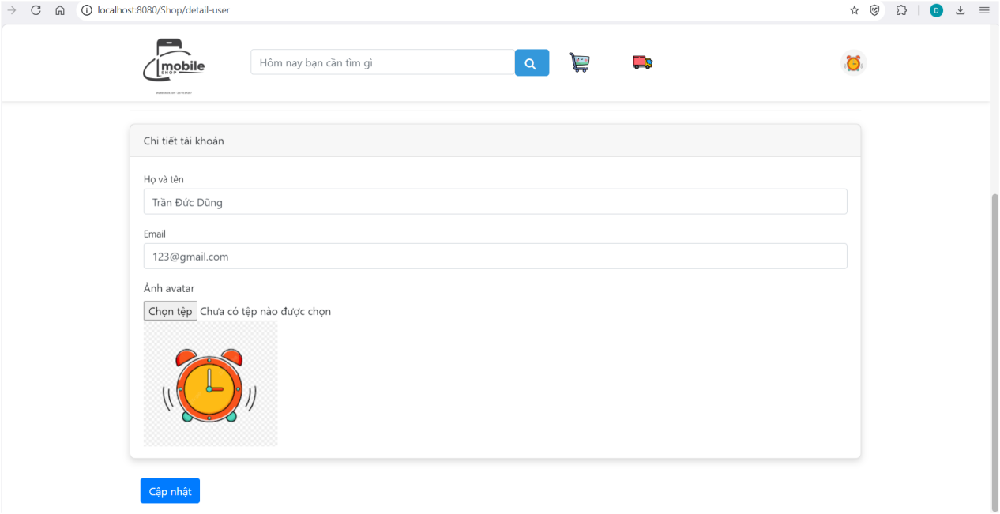 localhost:8080/Shop/detail-user
D
mobile
SHOP
Hôm nay bạn cần tìm gì
Chi tiết tài khoản
Họ và tên
Trần Đức Dũng
Email
123@gmail.com
Ảnh avatar
Chọn tệp Chưa có tệp nào được chọn
Cập nhật